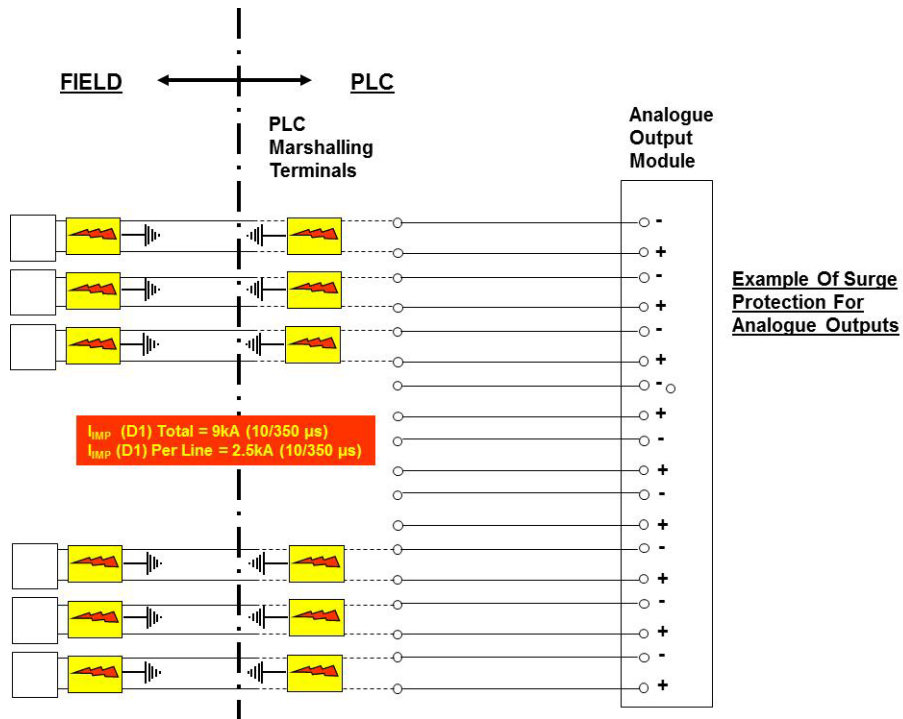 FIELD
PLC
PLC
Marshalling
Terminals
Analogue
Output
Module
-
+
-
+
-
+
-
+
-
+
-
+
-
+
-
+
-
+
Example Of Surge
Protection For
Analogue Outputs
IIMP (D1) Total = 9kA (10/350 µs)
IIMP (D1) Per Line = 2.5kA (10/350 µs)